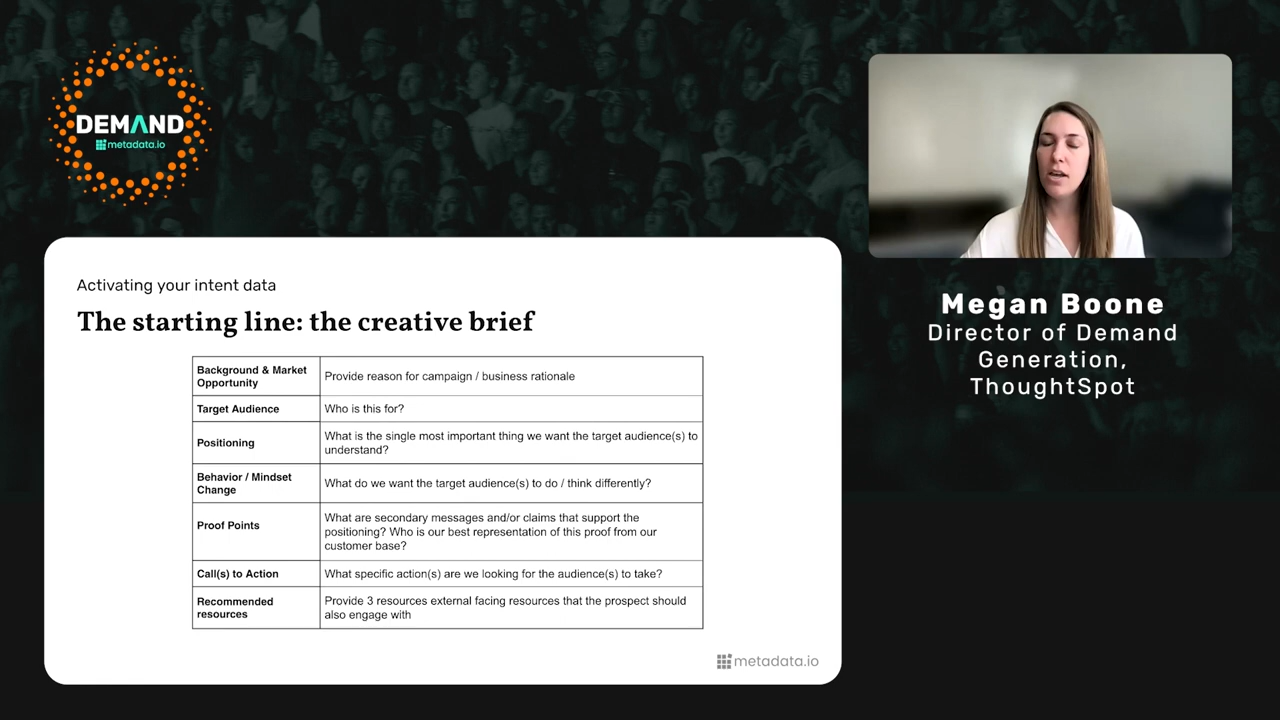 DEMAND
metadata.io
Activating your intent data
The starting line: the creative brief
Background & Market
Opportunity
Provide reason for campaign / business rationale
Target Audience
Who is this for?
Positioning
What is the single most important thing we want the target audience(s) to
understand?
Behavior / Mindset
Change
What do we want the target audience(s) to do / think differently?
Proof Points
What are secondary messages and/or claims that support the
positioning? Who is our best representation of this proof from our
customer base?
Call(s) to Action
What specific action(s) are we looking for the audience(s) to take?
Recommended
resources
Provide 3 resources external facing resources that the prospect should
also engage with
metadata.io
Megan Boone
Director of Demand
Generation,
ThoughtSpot